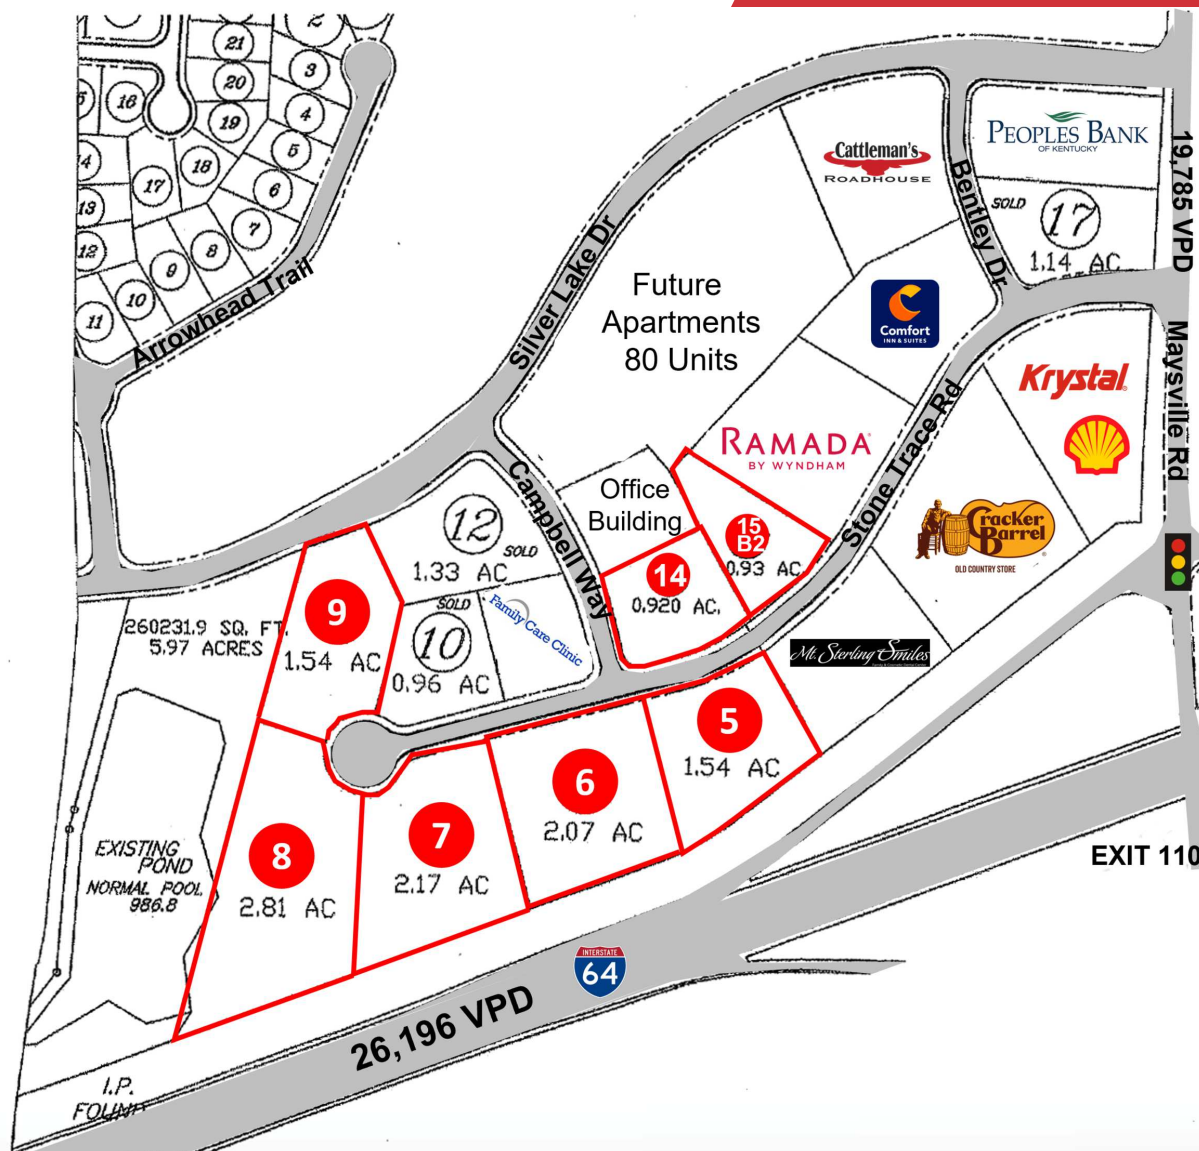 1
2
21
3
20
16
4
19
5
18
14
6
17
13
7
8
12
9
10
11
Arrowhead Trail
Silver Lake Dr
Cattleman's
ROADHOUSE
PEOPLES BANK
OF KENTUCKY
19,785 VPD
Bentley Dr
SOLD
17
1.14 AC
Future
Apartments
80 Units
Comfort
INN & SUITES
Krystal
Maysville Rd
Stone Trace Rd
RAMADA
BY WYNDHAM
Campbell Way
Office
Building
Cracker
Barrel
OLD COUNTRY STORE
12
SOLD
1.33 AC
15
B2
0.93 AC.
14
0.920 AC.
9
1.54 AC
SOLD
10
0.96 AC
Family Care Clinic
260231.9 SQ. FT.
5.97 ACRES
Mt. Sterling Smiles
5
1.54 AC
6
2.07 AC
7
2.17 AC
8
2.81 AC
EXISTING
POND
NORMAL POOL
986.8
EXIT 110
INTERSTATE
64
26,196 VPD
I.P.
FOUND